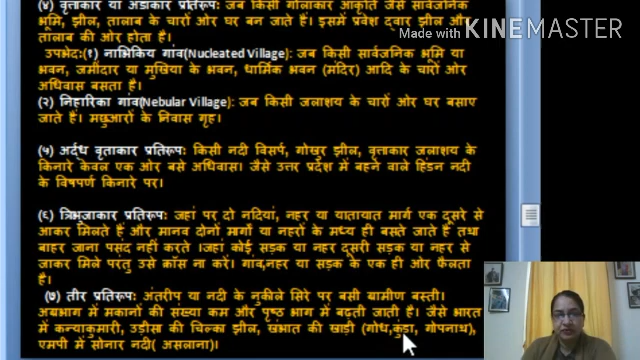 (४) वृत्ताकार या अंडाकार प्रतिरूप: जब किसी गोलाकार आकृति जैसे सार्वजनिक
भूमि, झील, तालाब के चारों ओर घर बन जाते हैं। इसमें प्रवेश द्वार झील और
तालाब की ओर होता है।
Made with KINEMASTER
उपभेद:(१) नाभिकिय गांव(Nucleated Village): जब किसी सार्वजनिक भूमि या
भवन, जमींदार या मुखिया के भवन, धार्मिक भवन (मंदिर) आदि के चारों ओर
अधिवास बसता है।
(२) निहारिका गांव(Nebular Village): जब किसी जलाशय के चारों ओर घर बसाए
जाते हैं। मछुआरों के निवास गृह।
(५) अर्द्ध वृताकार प्रतिरूप: किसी नदी विसर्प, गोखुर झील, वृत्ताकार जलाशय के
किनारे केवल एक ओर बसे अधिवास। जैसे उत्तर प्रदेश में बहने वाले हिंडन नदी
के विषपर्ण किनारे पर।
(६) त्रिभुजाकार प्रतिरूप: जहां पर दो नदियां, नहर या यातायात मार्ग एक दूसरे से
आकर मिलते हैं और मानव दोनों मार्गों या नहरों के मध्य ही बसते जाते हैं तथा
बाहर जाना पसंद नहीं करते ।जहां कोई सड़क या नहर दूसरी सड़क या नहर से
जाकर मिले परंतु उसे क्रॉस ना करें। गांव,नहर या सड़क के एक ही ओर फैलता
है।
(७) तीर प्रतिरूप: अंतरीप या नदी के नुकीले सिरे पर बसी ग्रामीण बस्ती।
अग्रभाग में मकानों की संख्या कम और पृष्ठ भाग में बढ़ती जाती है। जैसे भारत
में कन्याकुमारी, उड़ीसा की चिल्का झील, खंभात की खाड़ी (गोध,कुंडा, गोपनाथ),
एमपी में सोनार नदी( असलाना)।